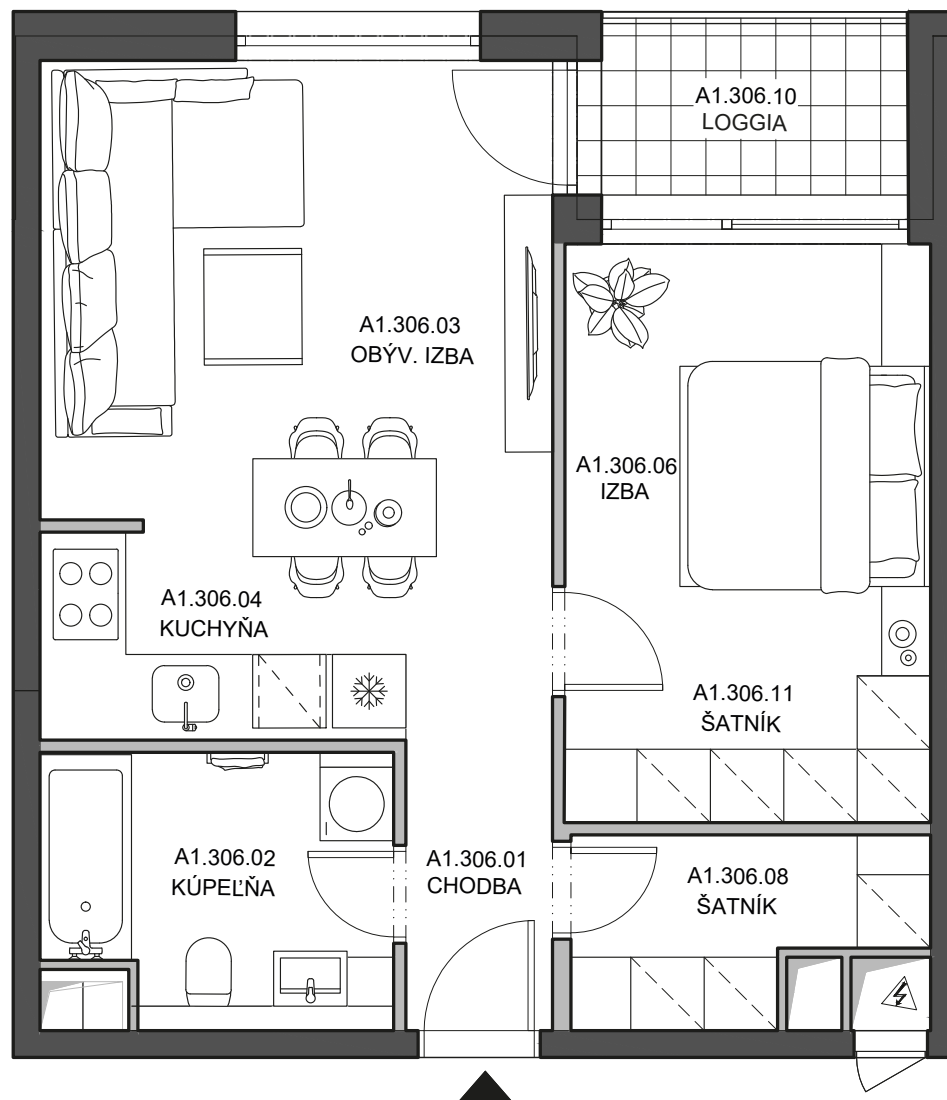 A1.306.10
LOGGIA
A1.306.03
OBÝV. IZBA
A1.306.06
IZBA
A1.306.04
KUCHYŇA
A1.306.11
ŠATNÍK
A1.306.02
KÚPEĽŇA
A1.306.01
CHODBA
A1.306.08
ŠATNÍK